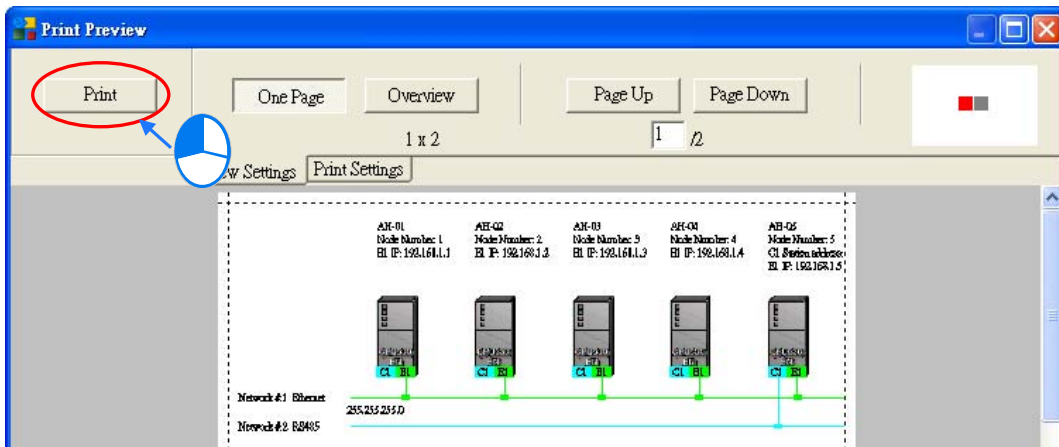 Print Preview
Print
One Page
Overview
Page Up
Page Down
1 x 2
1 /2
w Settings
Print Settings
AH-01
Node Number: 1
E1 IP: 192.168.1.1
AH-02
Node Number: 2
E1 IP: 192.168.1.2
AH-03
Node Number: 3
E1 IP: 192.168.1.3
AH-04
Node Number: 4
E1 IP: 192.168.1.4
AH-05
Node Number: 5
C1 Station address:
E1 IP: 192.168.1.5
C1 E1
C1 E1
C1 E1
C1 E1
C1 E1
Network #1 Ethernet
255.255.255.0
Network #2 RS485